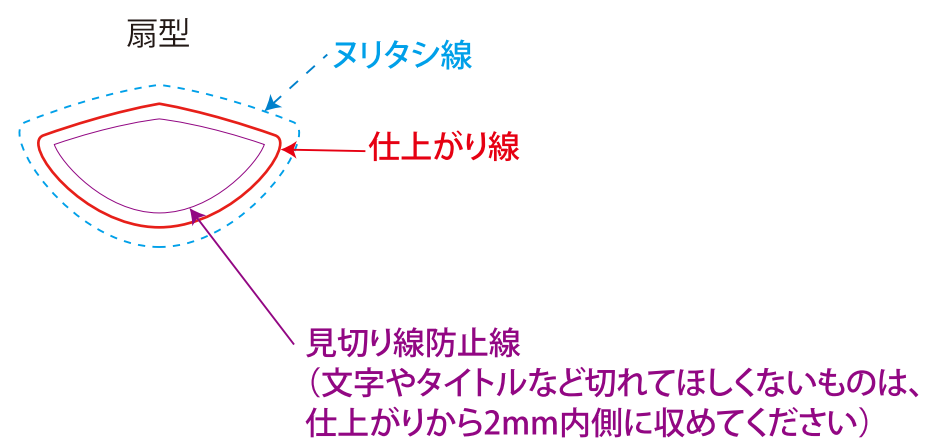 扇型
ヌリタシ線
仕上がり線
見切り線防止線
（文字やタイトルなど切れてほしくないものは、
仕上がりから2mm内側に収めてください）